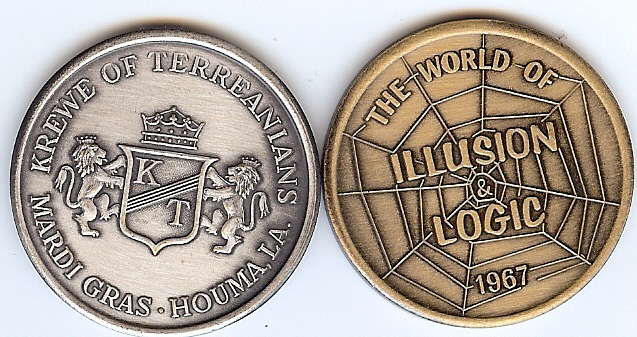 KREWE OF TERREANIANS
K
T
MARDI GRAS · HOUMA, LA.
THE WORLD OF
ILLUSION
&
LOGIC
1967